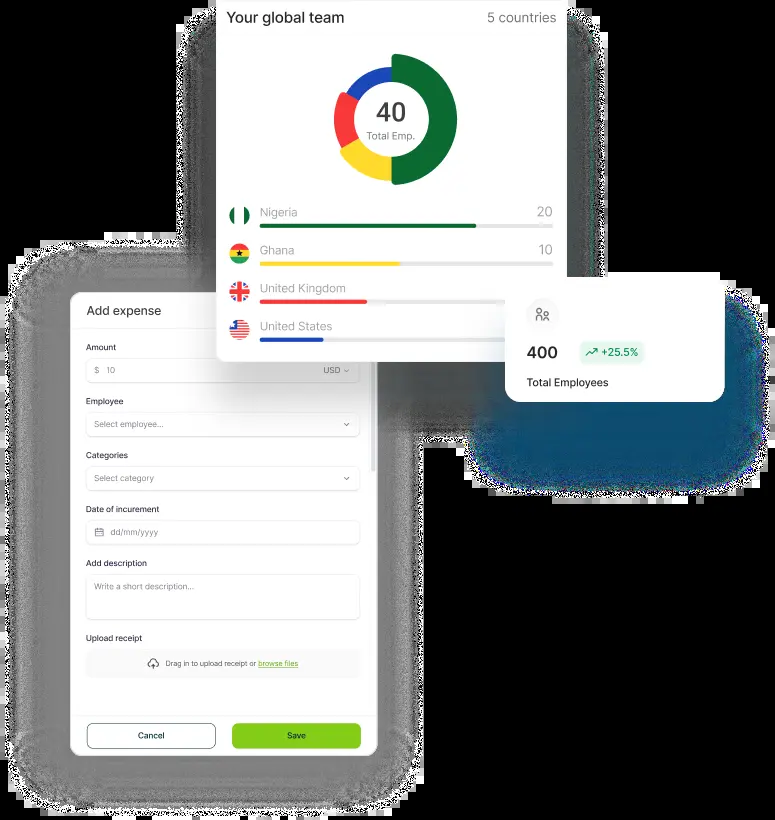 Your global team
5 countries
40
Total Emp.
Nigeria
20
Ghana
10
United Kingdom
United States
400
+25.5%
Total Employees
Add expense
Amount
$ 10
USD
Employee
Select employee...
Categories
Select category
Date of incurement
dd/mm/yyyy
Add description
Write a short description...
Upload receipt
Drag in to upload receipt or browse files
Cancel
Save